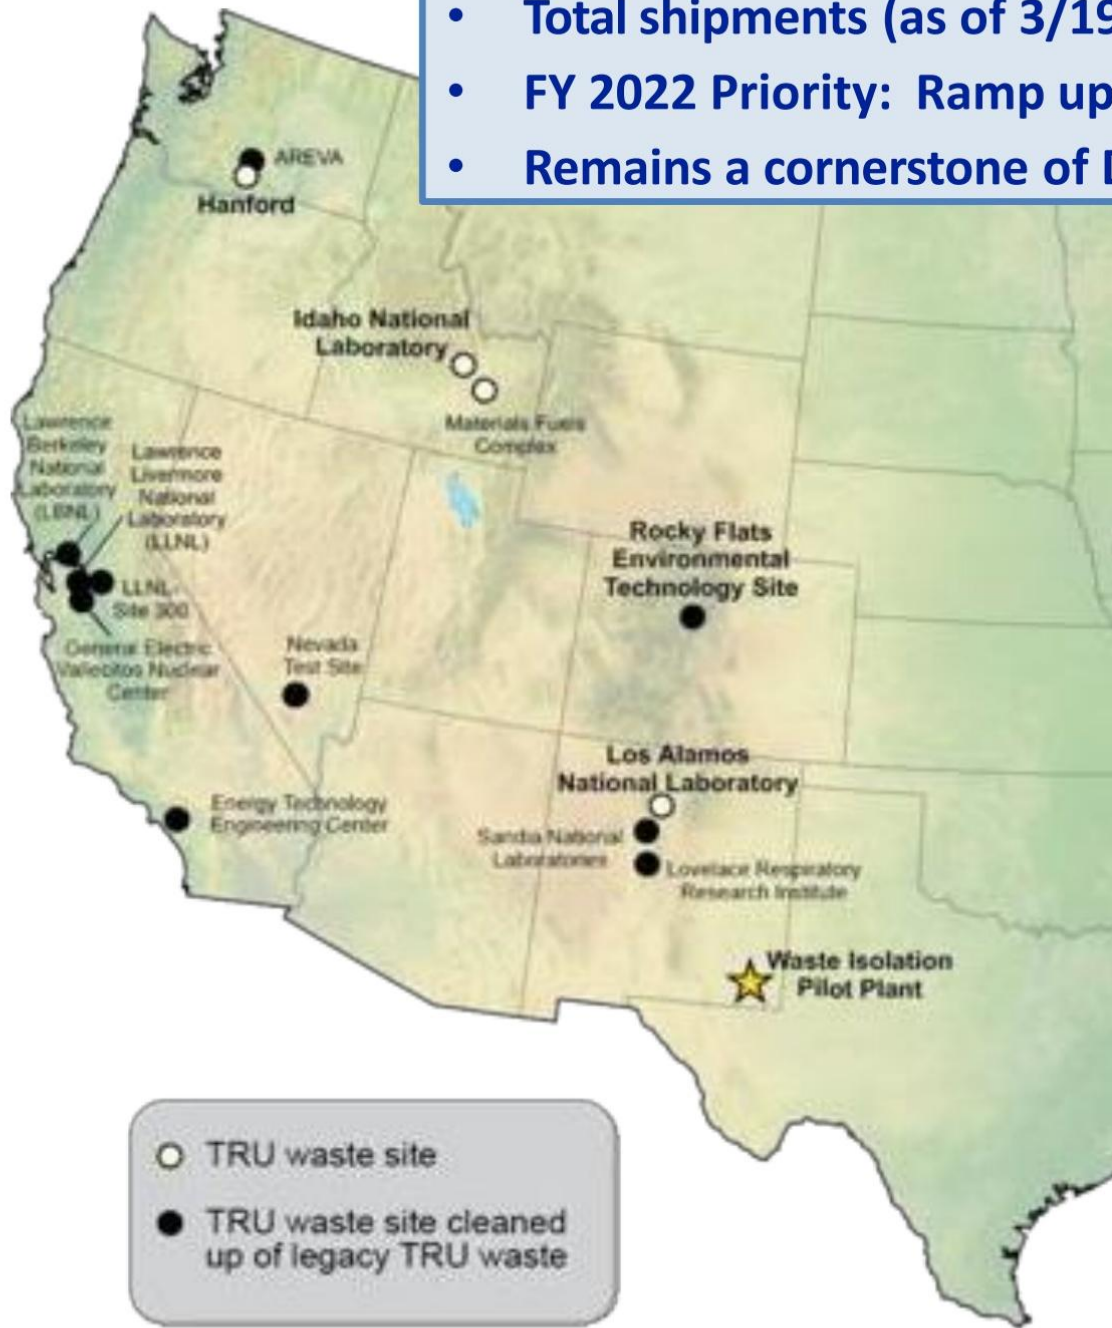 • Total shipments (as of 3/19
• FY 2022 Priority: Ramp up
• Remains a cornerstone of
AREVA
Hanford
Idaho National
Laboratory
Materials Fuels
Complex
Lawrence
Berkeley
National
Laboratory
(LBNL)
Lawrence
Livermore
National
Laboratory
(LLNL)
LLNL-
Site 300
General Electric
Vallecitos Nuclear
Center
Nevada
Test Site
Rocky Flats
Environmental
Technology Site
Energy Technology
Engineering Center
Los Alamos
National Laboratory
Sandia National
Laboratories
Lovelace Respiratory
Research Institute
Waste Isolation
Pilot Plant
TRU waste site
TRU waste site cleaned
up of legacy TRU waste